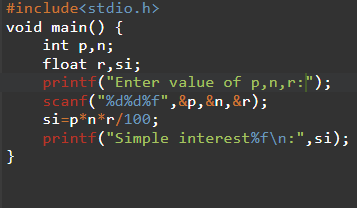 #include<stdio.h>
void main() {
    int p,n;
    float r,si;
    printf("Enter value of p,n,r:");
    scanf("%d%d%f",&p,&n,&r);
    si=p*n*r/100;
    printf("Simple interest%f\n:",si);
}